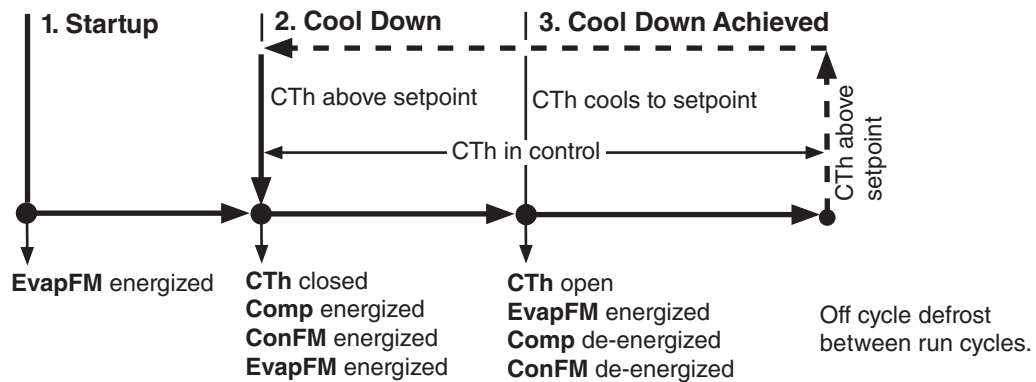 1. Startup
2. Cool Down
3. Cool Down Achieved
CTh above setpoint
CTh cools to setpoint
CTh in control
CTh above
setpoint
EvapFM energized
CTh closed
Comp energized
ConFM energized
EvapFM energized
CTh open
EvapFM energized
Comp de-energized
ConFM de-energized
Off cycle defrost
between run cycles.